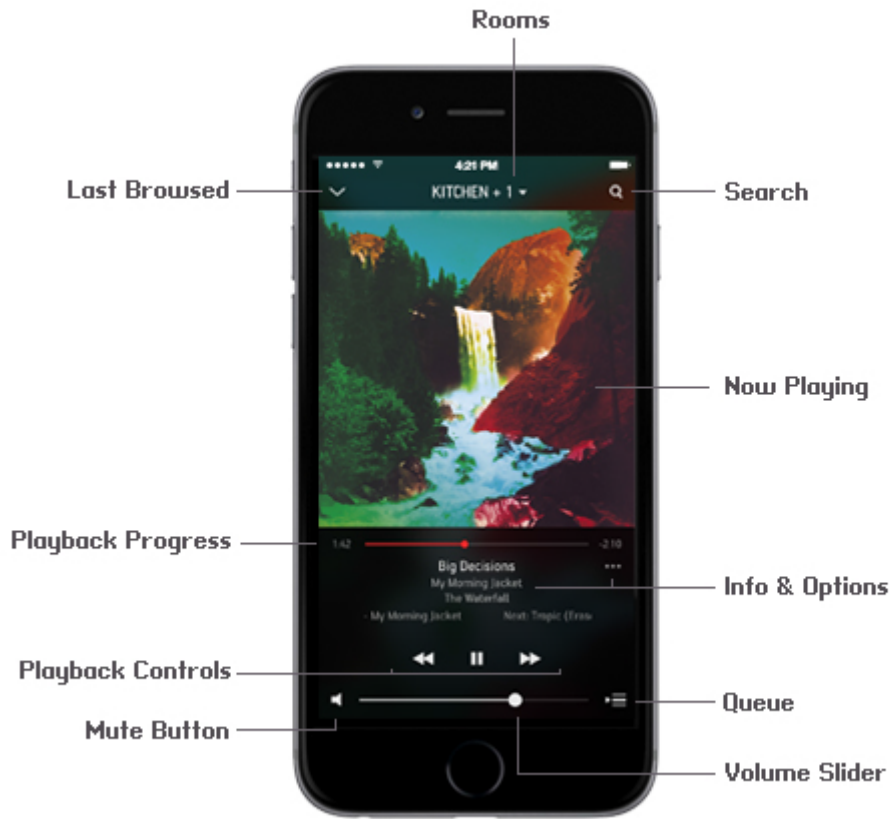 Rooms
4:21 PM
Last Browsed
KITCHEN + 1
Search
Now Playing
Playback Progress
1:42
-2:10
Big Decisions
My Morning Jacket
The Waterfall
Info & Options
- My Morning Jacket Next: Tropic
Playback Controls
Queue
Mute Button
Volume Slider